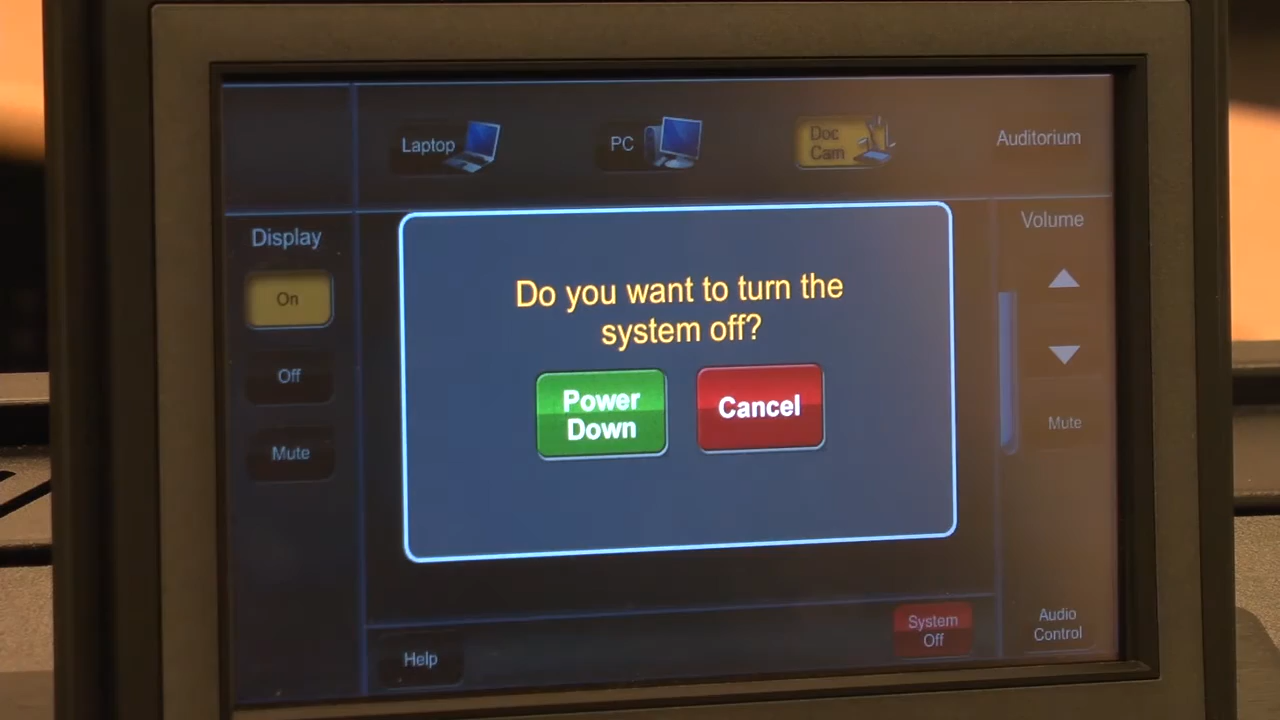 Laptop
PC
Doc
Cam
Auditorium
Display
On
Off
Mute
Do you want to turn the
system off?
Power
Down
Cancel
Volume
Mute
Help
System
Off
Audio
Control